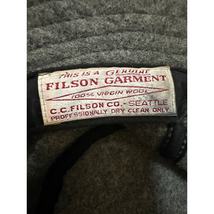 THIS IS A GENUINE
FILSON GARMENT
100% VIRGIN WOOL
C.C. FILSON CO. - SEATTLE
PROFESSIONALLY DRY CLEAN ONLY